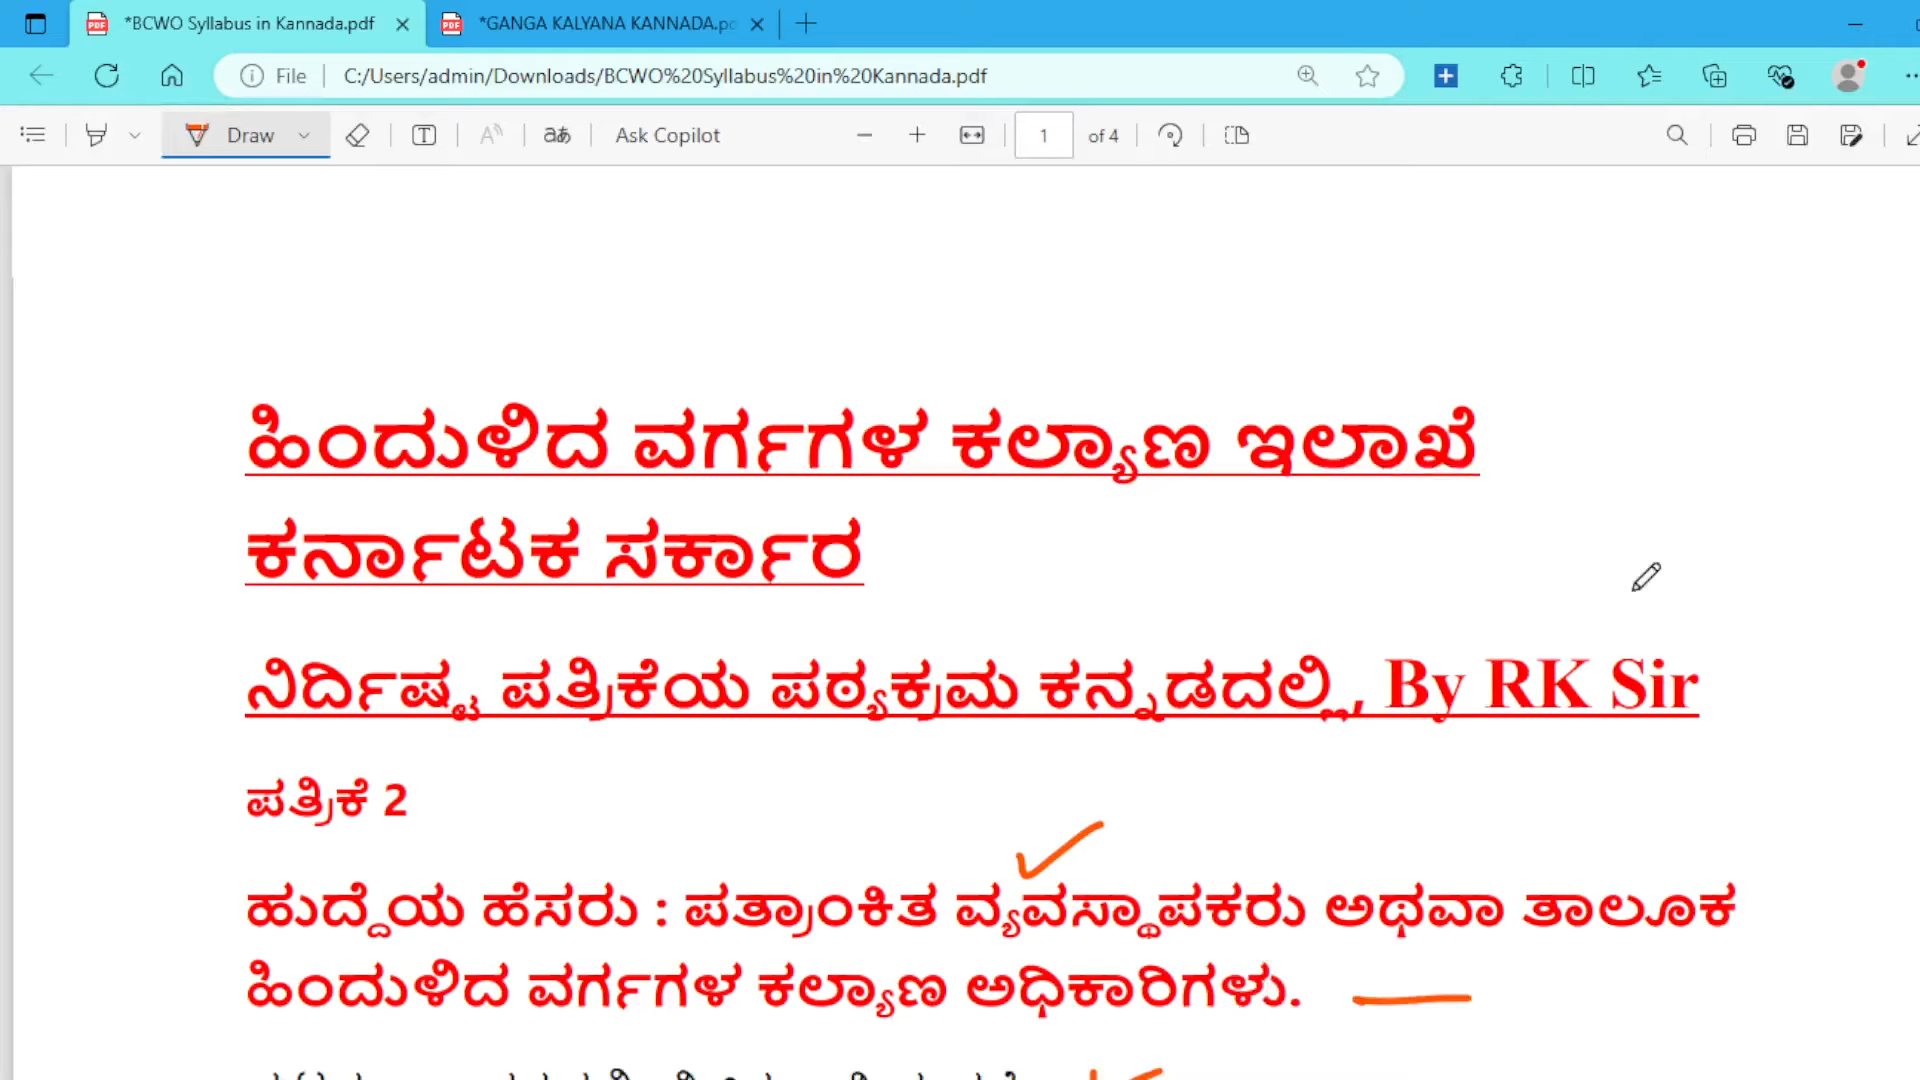 *BCWO Syllabus in Kannada.pdf
*GANGA KALYANA KANNADA.pd
File
C:/Users/admin/Downloads/BCWO%20Syllabus%20in%20Kannada.pdf
Draw
Ask Copilot
1
of 4
ಹಿಂದುಳಿದ ವರ್ಗಗಳ ಕಲ್ಯಾಣ ಇಲಾಖೆ
ಕರ್ನಾಟಕ ಸರ್ಕಾರ
ನಿರ್ದಿಷ್ಟ ಪತ್ರಿಕೆಯ ಪಠ್ಯಕ್ರಮ ಕನ್ನಡದಲ್ಲಿ, By RK Sir
ಪತ್ರಿಕೆ 2
ಹುದ್ದೆಯ ಹೆಸರು : ಪತ್ರಾಂಕಿತ ವ್ಯವಸ್ಥಾಪಕರು ಅಥವಾ ತಾಲೂಕ
ಹಿಂದುಳಿದ ವರ್ಗಗಳ ಕಲ್ಯಾಣ ಅಧಿಕಾರಿಗಳು.